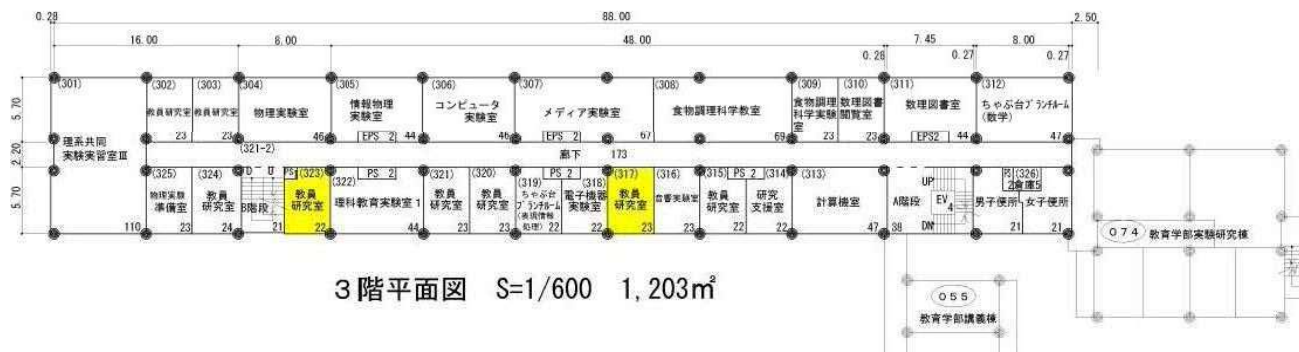 0.28
88.00
2.50
16.00
8.00
48.00
7.45
8.00
0.28
0.27
0.27
5.70
2.20
5.70
(301)
理系共同
実験実習室Ⅲ
110
(302)
教員研究室
23
(303)
教員研究室
23
(304)
物理実験室
46
(305)
情報物理
実験室
EPS 2
44
(306)
コンピュータ
実験室
46
(307)
メディア実験室
EPS 2
67
(308)
食物調理科学教室
69
(309)
食物調理
科学実験
室
23
(310)
数理図書
閲覧室
23
(311)
数理図書室
EPS2
44
(312)
ちゃぶ台ブランチルーム
(数学)
47
(321-2)
廊下 173
(325)
物理実験
準備室
23
(324)
教員
研究室
24
D U
B階段
21
PS
(323)
教員
研究室
22
(322)
PS 2
理科教育実験室1
44
(321)
教員
研究室
23
(320)
教員
研究室
23
(319)
ちゃぶ台
ブランチルーム
(表現情報
処理)
22
PS 2
(318)
電子機器
実験室
22
(317)
教員
研究室
23
(316)
音響実験室
23
(315)
教員
研究室
22
PS 2
(314)
研究
支援室
22
(313)
計算機室
47
A階段
38
UP
EV
4
DN
男子便所
21
PS
2
(326)
倉庫5
女子便所
21
3階平面図 S=1/600 1,203㎡
074 教育学部実験研究棟
055
教育学部講義棟